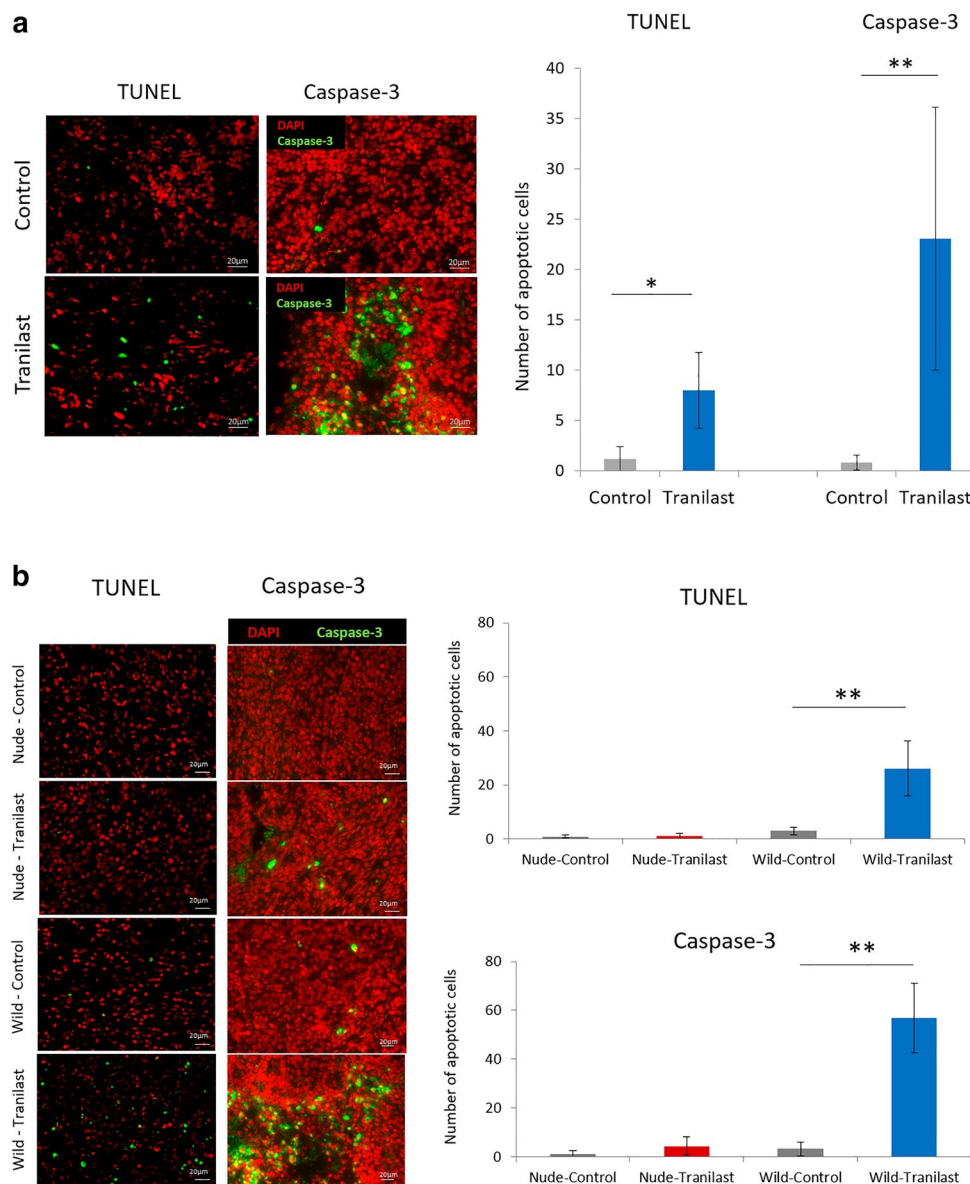 a
TUNEL
Caspase-3
Control
DAPI
Caspase-3
20µm
20µm
Tranilast
DAPI
Caspase-3
20µm
20µm
TUNEL
Caspase-3
Number of apoptotic cells
40
35
30
25
20
15
10
5
0
*
**
Control Tranilast
Control Tranilast
b
TUNEL
Caspase-3
DAPI Caspase-3
Nude - Control
20µm
20µm
Nude - Tranilast
20µm
20µm
Wild - Control
20µm
20µm
Wild - Tranilast
20µm
20µm
TUNEL
Number of apoptotic cells
80
60
40
20
0
**
Nude-Control Nude-Tranilast Wild-Control Wild-Tranilast
Caspase-3
Number of apoptotic cells
80
60
40
20
0
**
Nude-Control Nude-Tranilast Wild-Control Wild-Tranilast